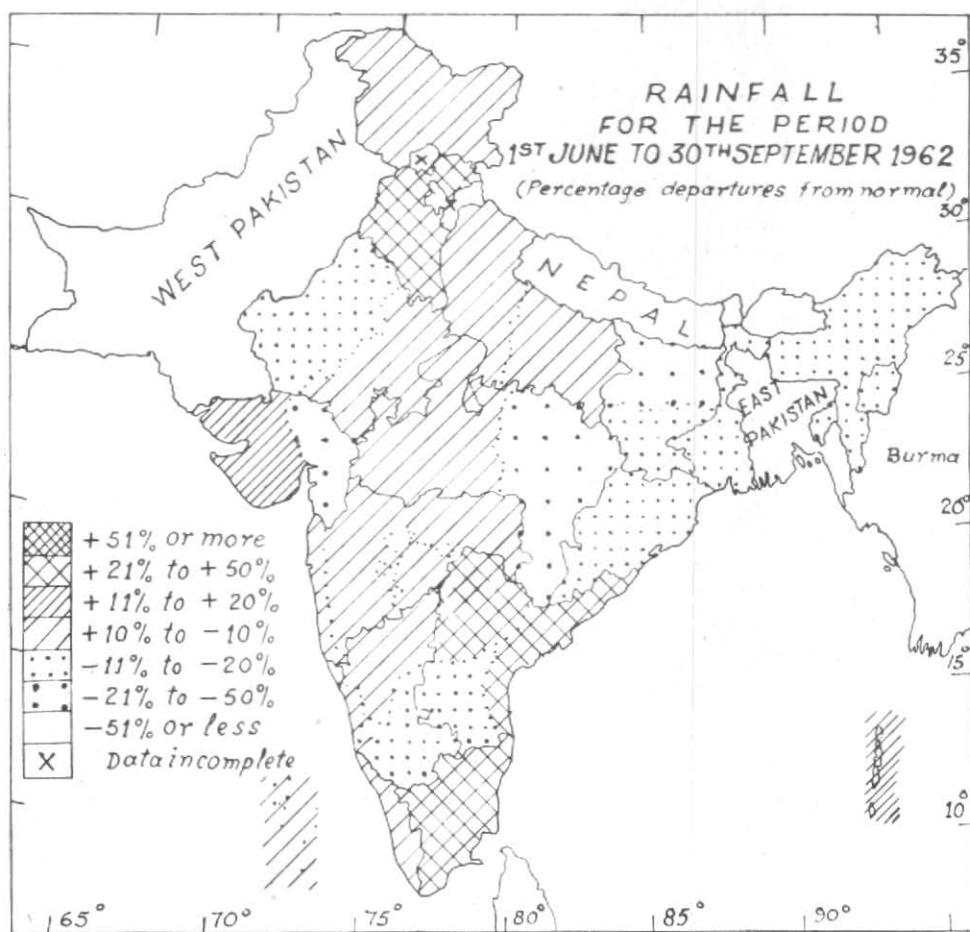 RAINFALL
FOR THE PERIOD
1ST JUNE TO 30TH SEPTEMBER 1962
(Percentage departures from normal)
WEST PAKISTAN
NEPAL
EAST
PAKISTAN
Burma
35°
30°
25°
20°
15°
10°
+51% or more
+21% to +50%
+11% to +20%
+10% to -10%
-11% to -20%
-21% to -50%
-51% or less
X Data incomplete
65° 70° 75° 80° 85° 90°